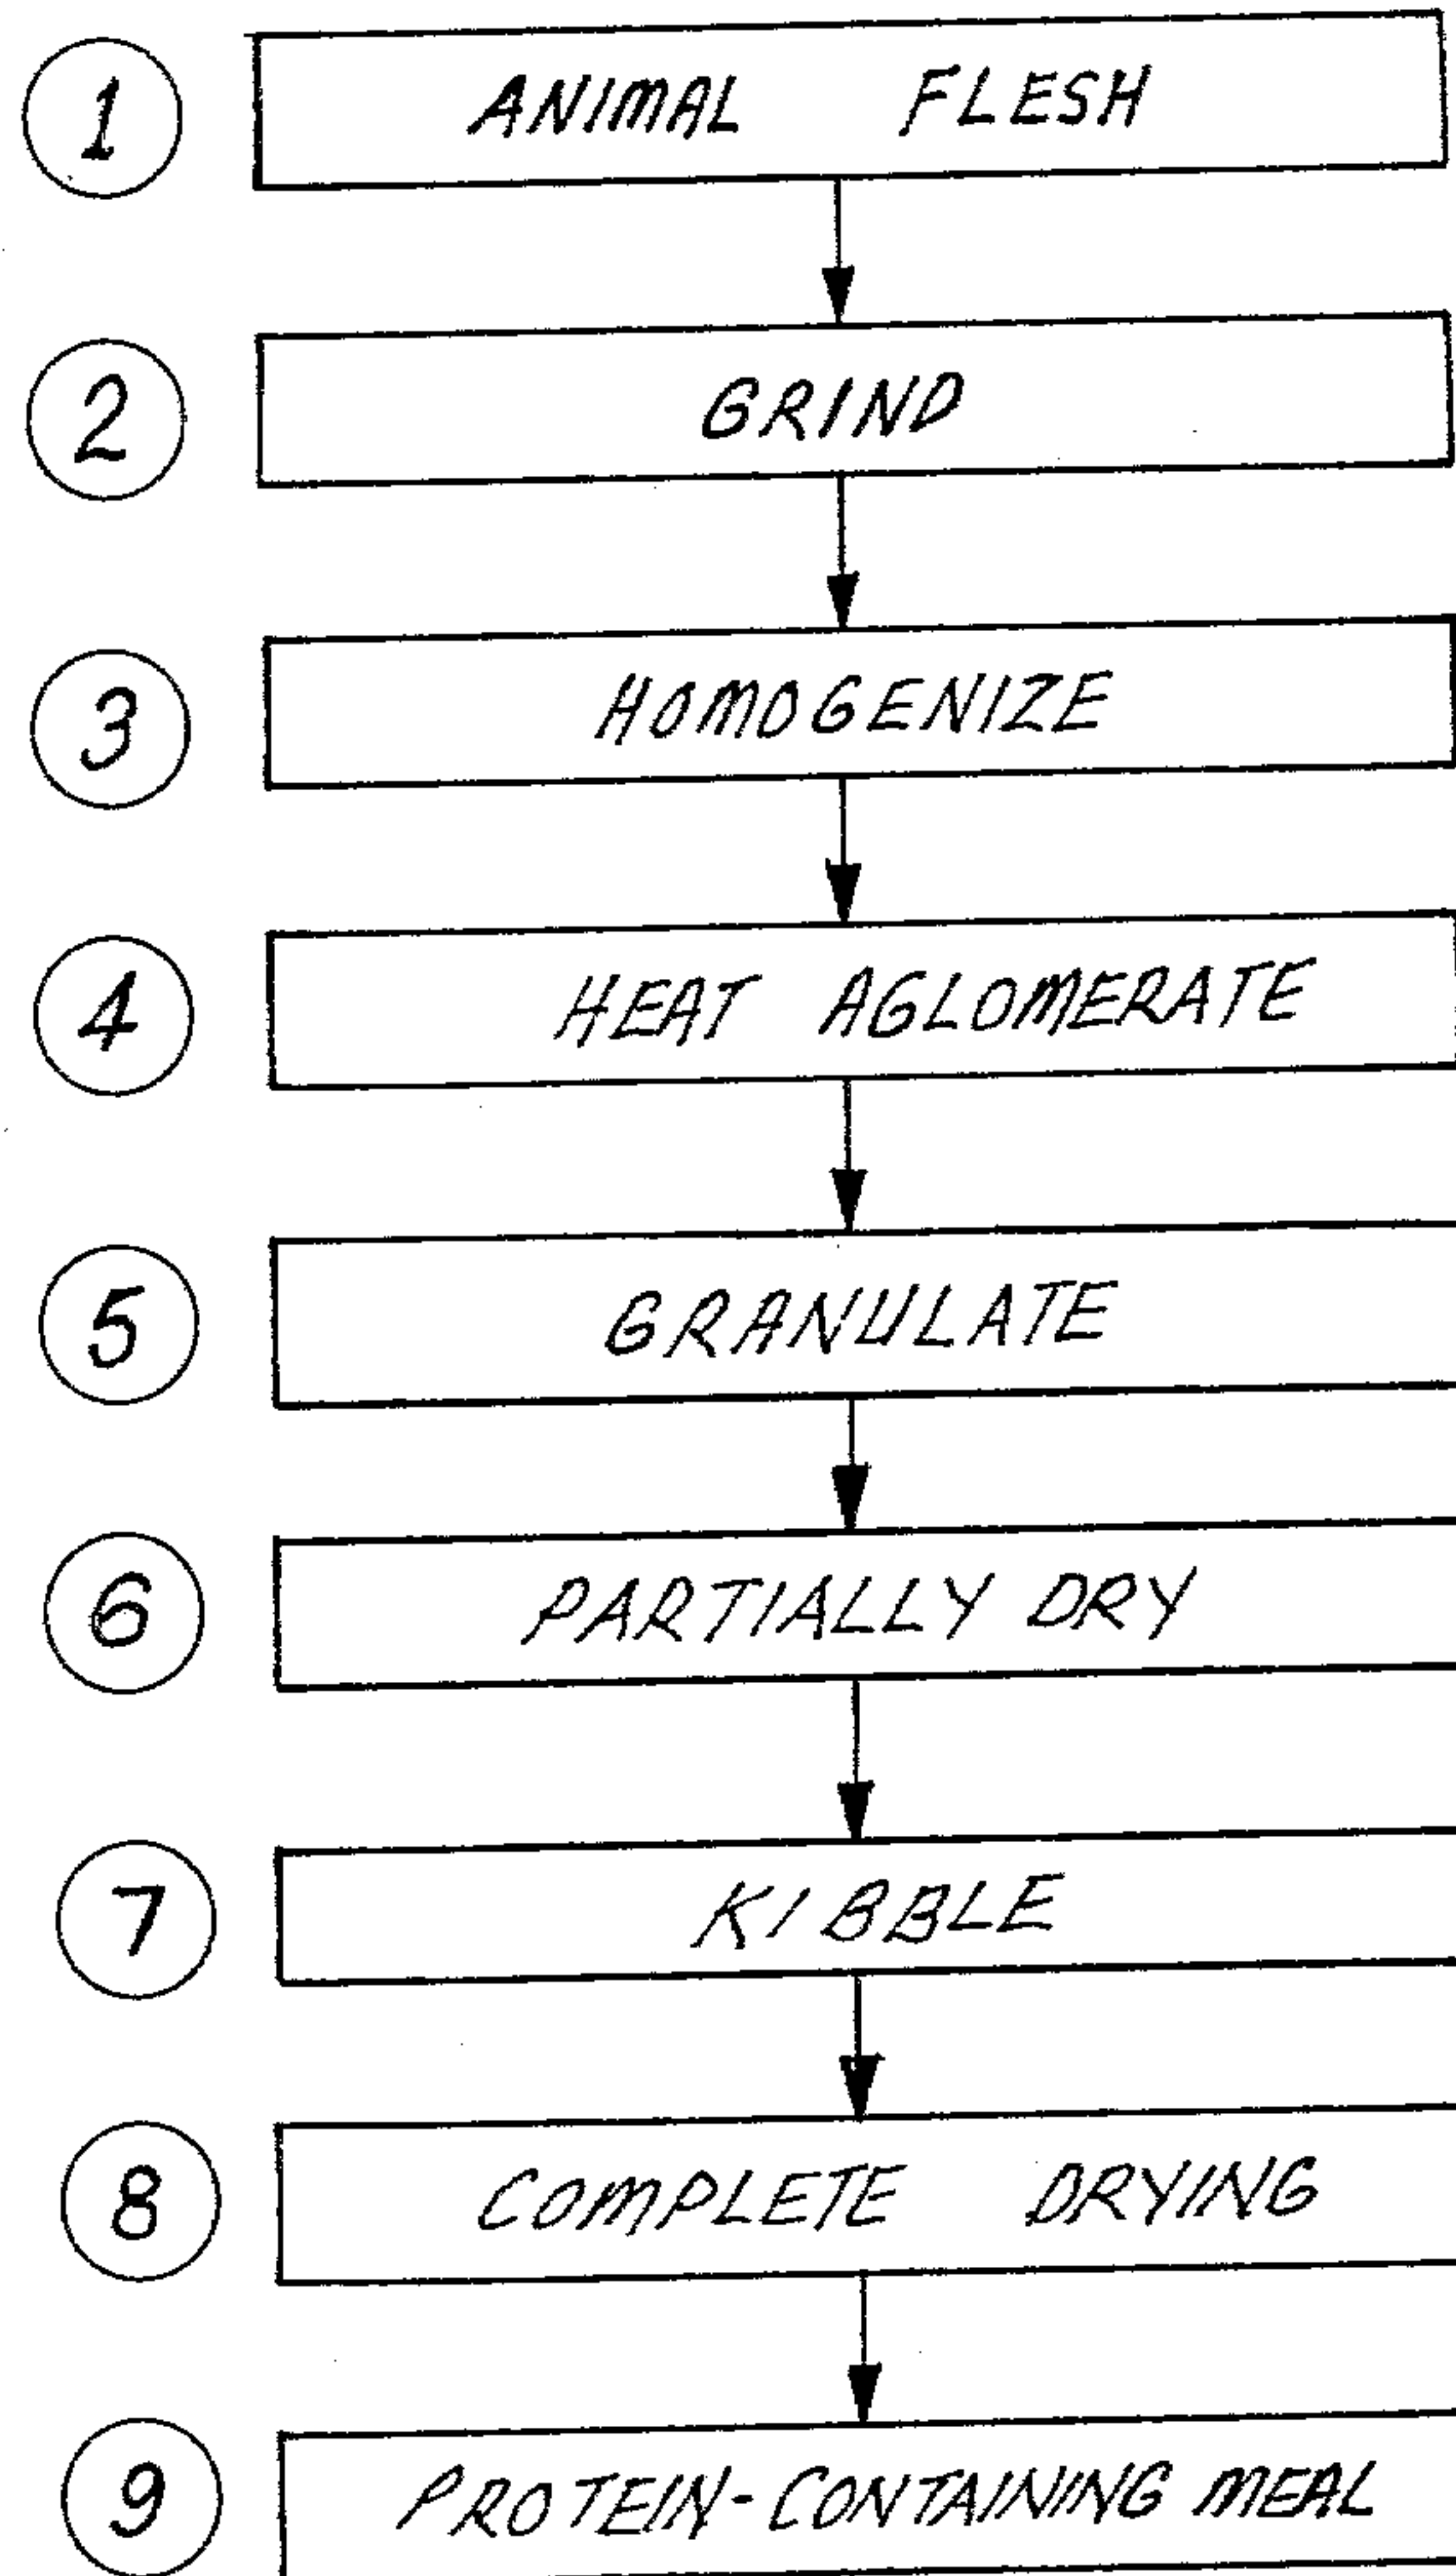 1 ANIMAL FLESH
2 GRIND
3 HOMOGENIZE
4 HEAT AGLOMERATE
5 GRANULATE
6 PARTIALLY DRY
7 KIBBLE
8 COMPLETE DRYING
9 PROTEIN-CONTAINING MEAL